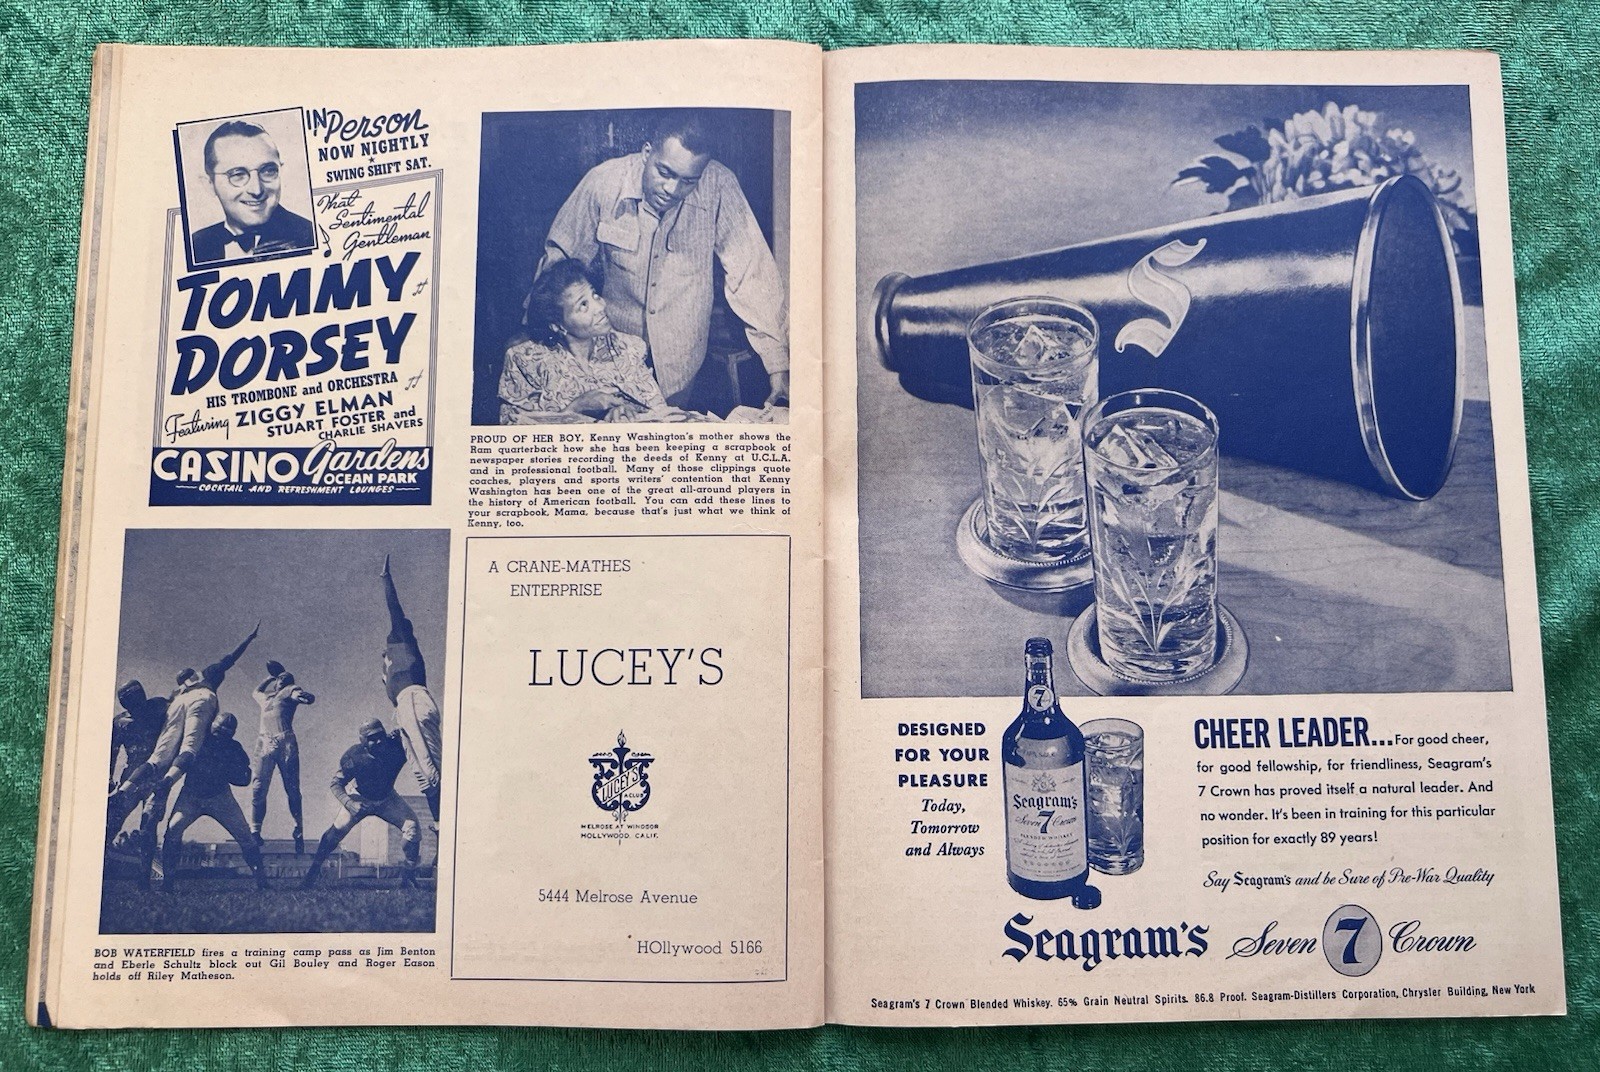 IN Person
NOW NIGHTLY
SWING SHIFT SAT.
That
Sentimental
Gentleman
TOMMY
DORSEY
HIS TROMBONE and ORCHESTRA
Featuring ZIGGY ELMAN
STUART FOSTER and
CHARLIE SHAVERS
CASINO Gardens
OCEAN PARK
COCKTAIL AND REFRESHMENT LOUNGES
PROUD OF HER BOY, Kenny Washington's mother shows the
Ram quarterback how she has been keeping a scrapbook of
newspaper stories recording the deeds of Kenny at U.C.L.A.
and in professional football. Many of those clippings quote
coaches, players and sports writers' contention that Kenny
Washington has been one of the great all-around players in
the history of American football. You can add these lines to
your scrapbook, Mama, because that's just what we think of
Kenny, too.
BOB WATERFIELD fires a training camp pass as Jim Benton
and Eberle Schultz block out Gil Bouley and Roger Eason
holds off Riley Matheson.
A CRANE-MATHES
ENTERPRISE
LUCEY'S
LUCEY'S
A CLUB
MELROSE AT WINDSOR
HOLLYWOOD, CALIF.
5444 Melrose Avenue
HOllywood 5166
S
DESIGNED
FOR YOUR
PLEASURE
Today,
Tomorrow
and Always
7
Seagram's
Seven 7 Crown
CHEER LEADER... For good cheer,
for good fellowship, for friendliness, Seagram's
7 Crown has proved itself a natural leader. And
no wonder. It's been in training for this particular
position for exactly 89 years!
Say Seagram's and be Sure of Pre-War Quality
Seagram's Seven 7 Crown
Seagram's 7 Crown Blended Whiskey. 65% Grain Neutral Spirits. 86.8 Proof. Seagram-Distillers Corporation, Chrysler Building, New York